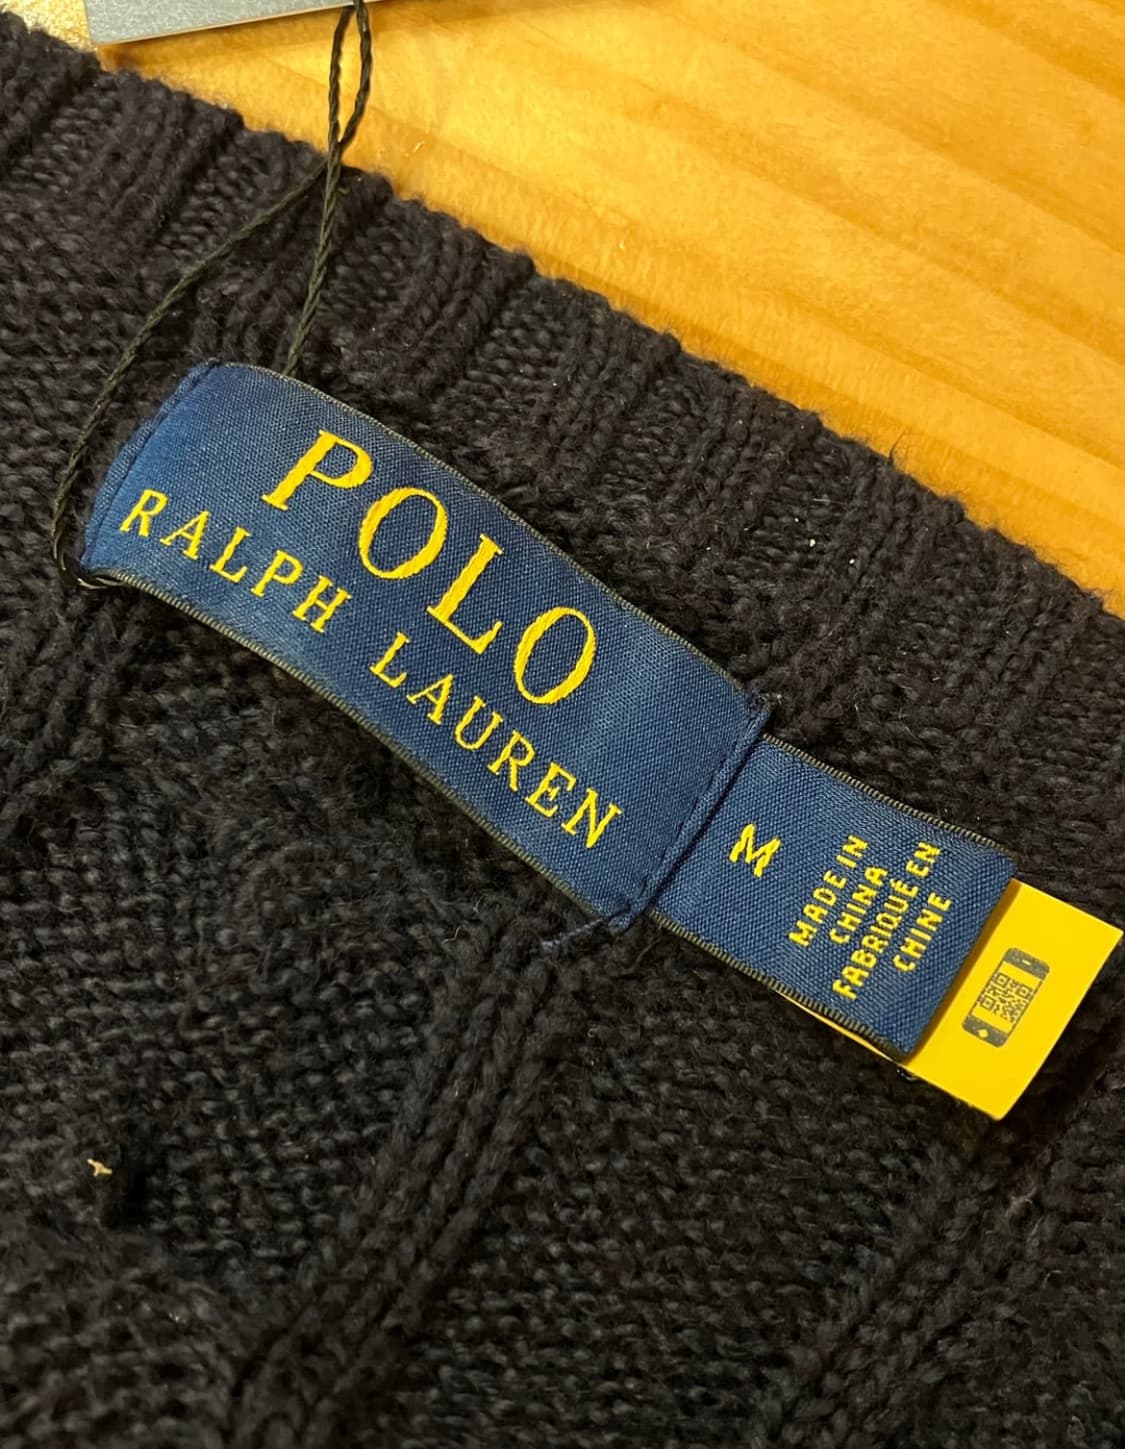 POLO
RALPH LAUREN
M
MADE IN
CHINA
FABRIQUÉ EN
CHINE